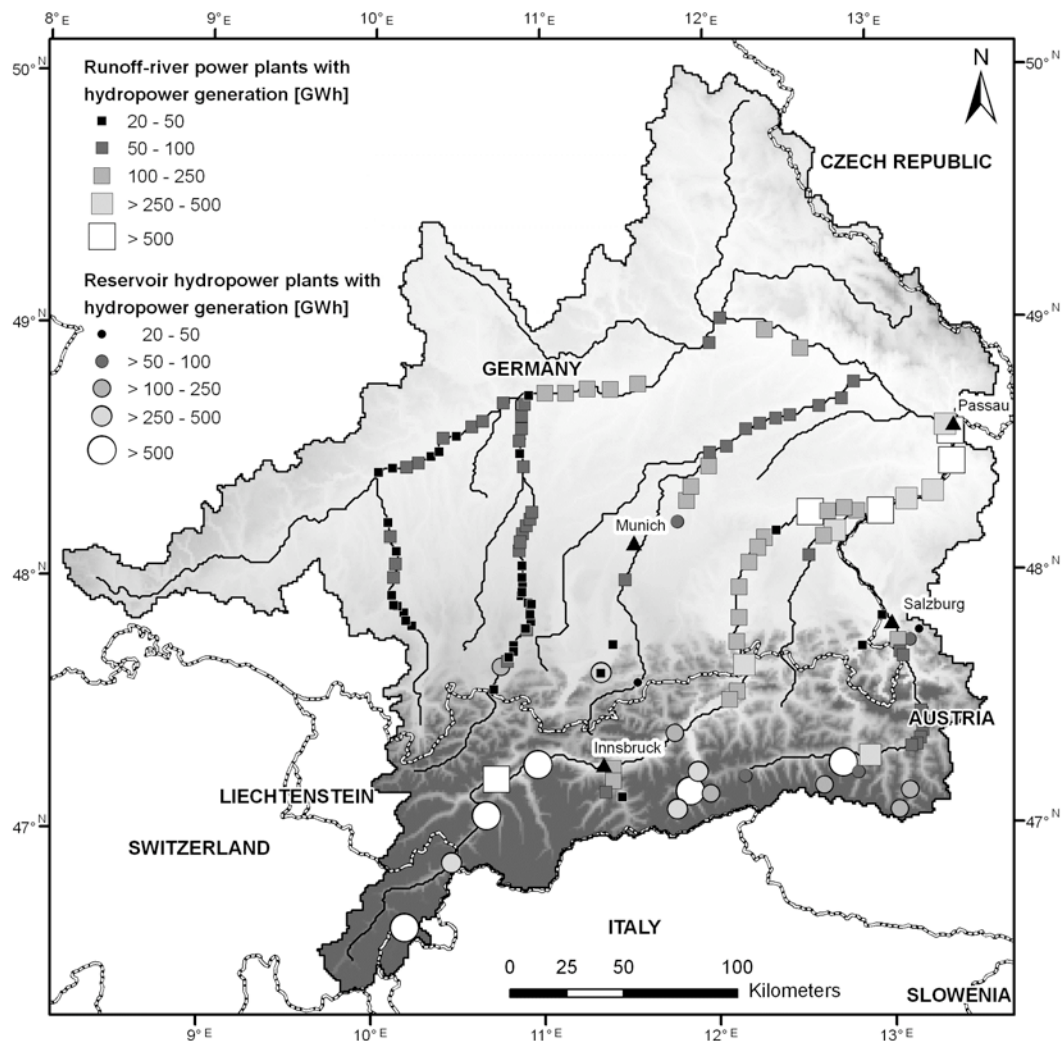 8°E 9°E 10°E 11°E 12°E 13°E
50°N 50°N
N
Runoff-river power plants with
hydropower generation [GWh]
20 - 50
50 - 100
100 - 250
> 250 - 500
> 500
CZECH REPUBLIC
Reservoir hydropower plants with
hydropower generation [GWh]
20 - 50
> 50 - 100
> 100 - 250
> 250 - 500
> 500
49°N 49°N
GERMANY
Passau
Munich
48°N 48°N
Salzburg
AUSTRIA
Innsbruck
LIECHTENSTEIN
SWITZERLAND
47°N 47°N
ITALY
0 25 50 100
Kilometers
SLOWENIA
9°E 10°E 11°E 12°E 13°E